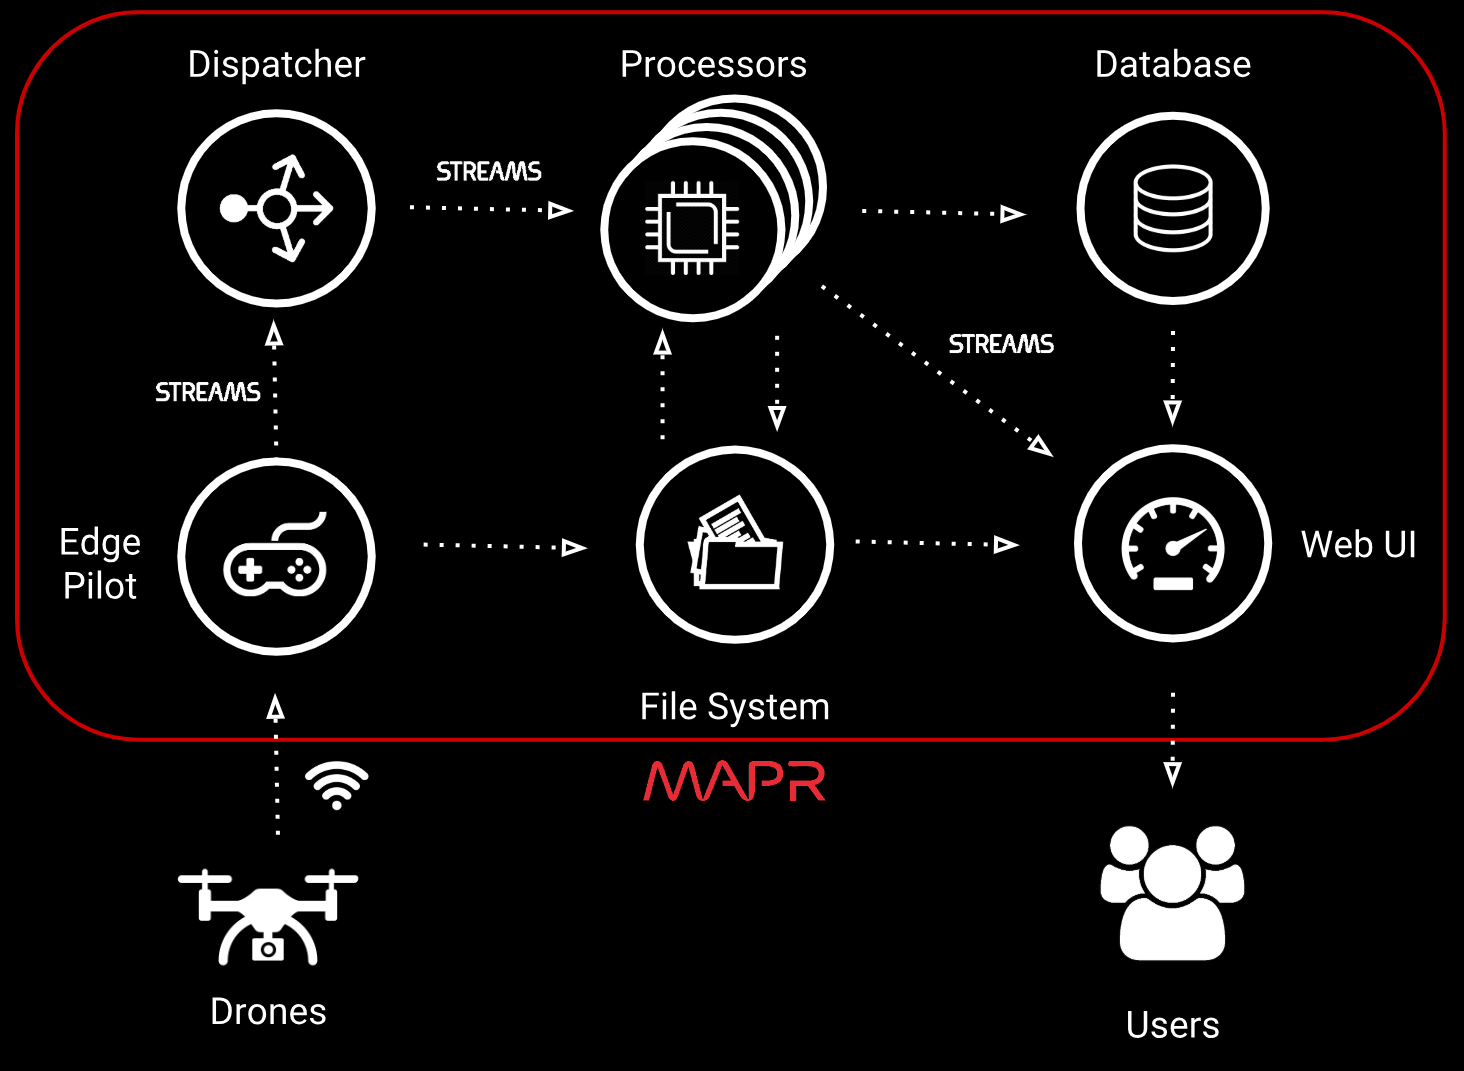 Dispatcher
Processors
Database
STREAMS
STREAMS
STREAMS
Edge
Pilot
Web UI
File System
MAPR
Drones
Users